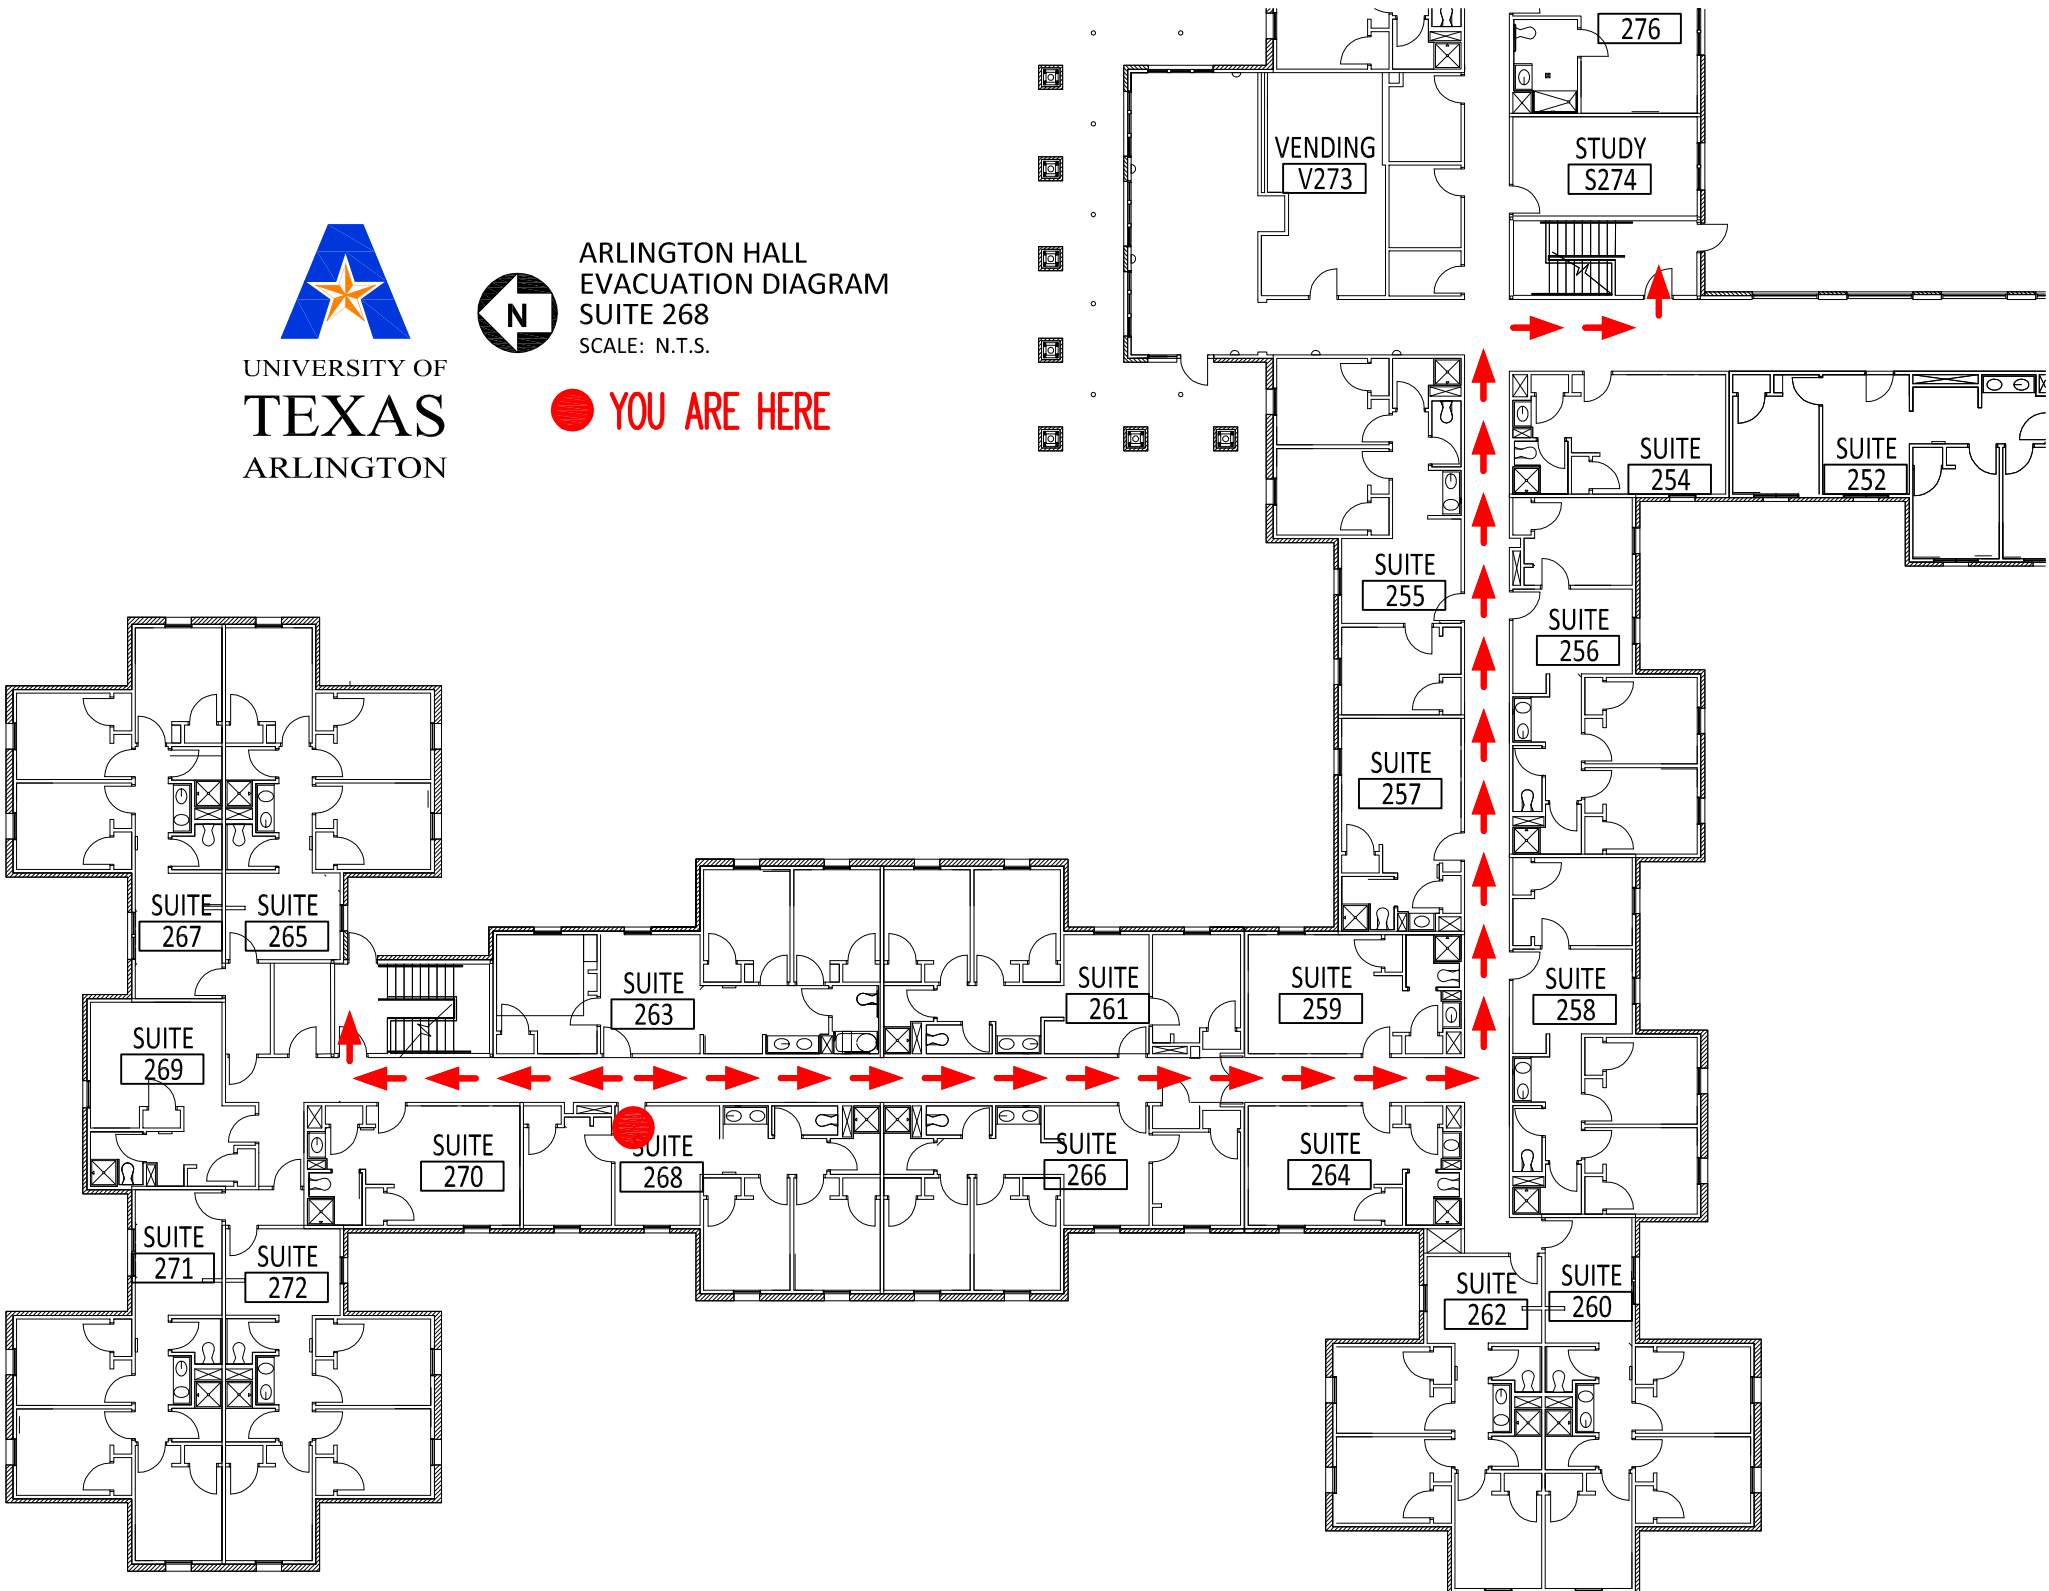 276
VENDING
V273
STUDY
S274
UNIVERSITY OF
TEXAS
ARLINGTON
N
ARLINGTON HALL
EVACUATION DIAGRAM
SUITE 268
SCALE: N.T.S.
YOU ARE HERE
SUITE
254
SUITE
252
SUITE
255
SUITE
256
SUITE
257
SUITE
267
SUITE
265
SUITE
263
SUITE
261
SUITE
259
SUITE
258
SUITE
269
SUITE
270
SUITE
268
SUITE
266
SUITE
264
SUITE
271
SUITE
272
SUITE
262
SUITE
260